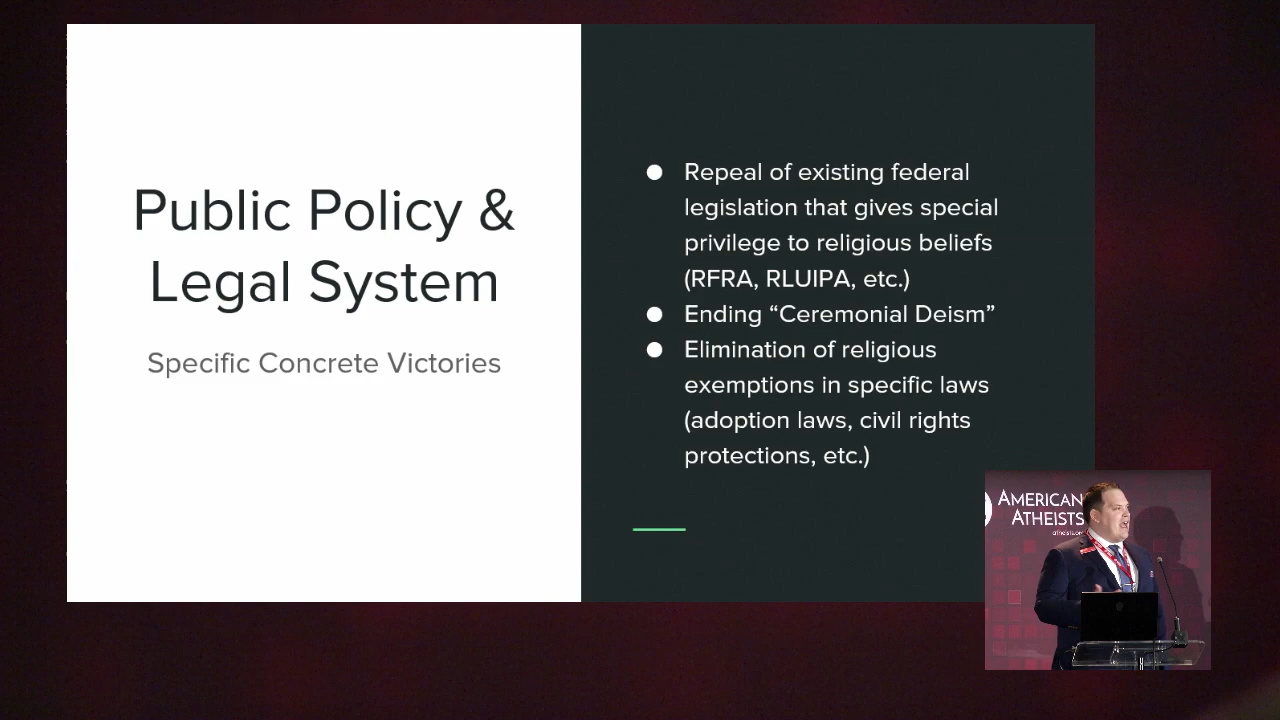 Public Policy &
Legal System
Specific Concrete Victories
● Repeal of existing federal
legislation that gives special
privilege to religious beliefs
(RFRA, RLUIPA, etc.)
● Ending “Ceremonial Deism”
● Elimination of religious
exemptions in specific laws
(adoption laws, civil rights
protections, etc.)
AMERICAN
ATHEISTS